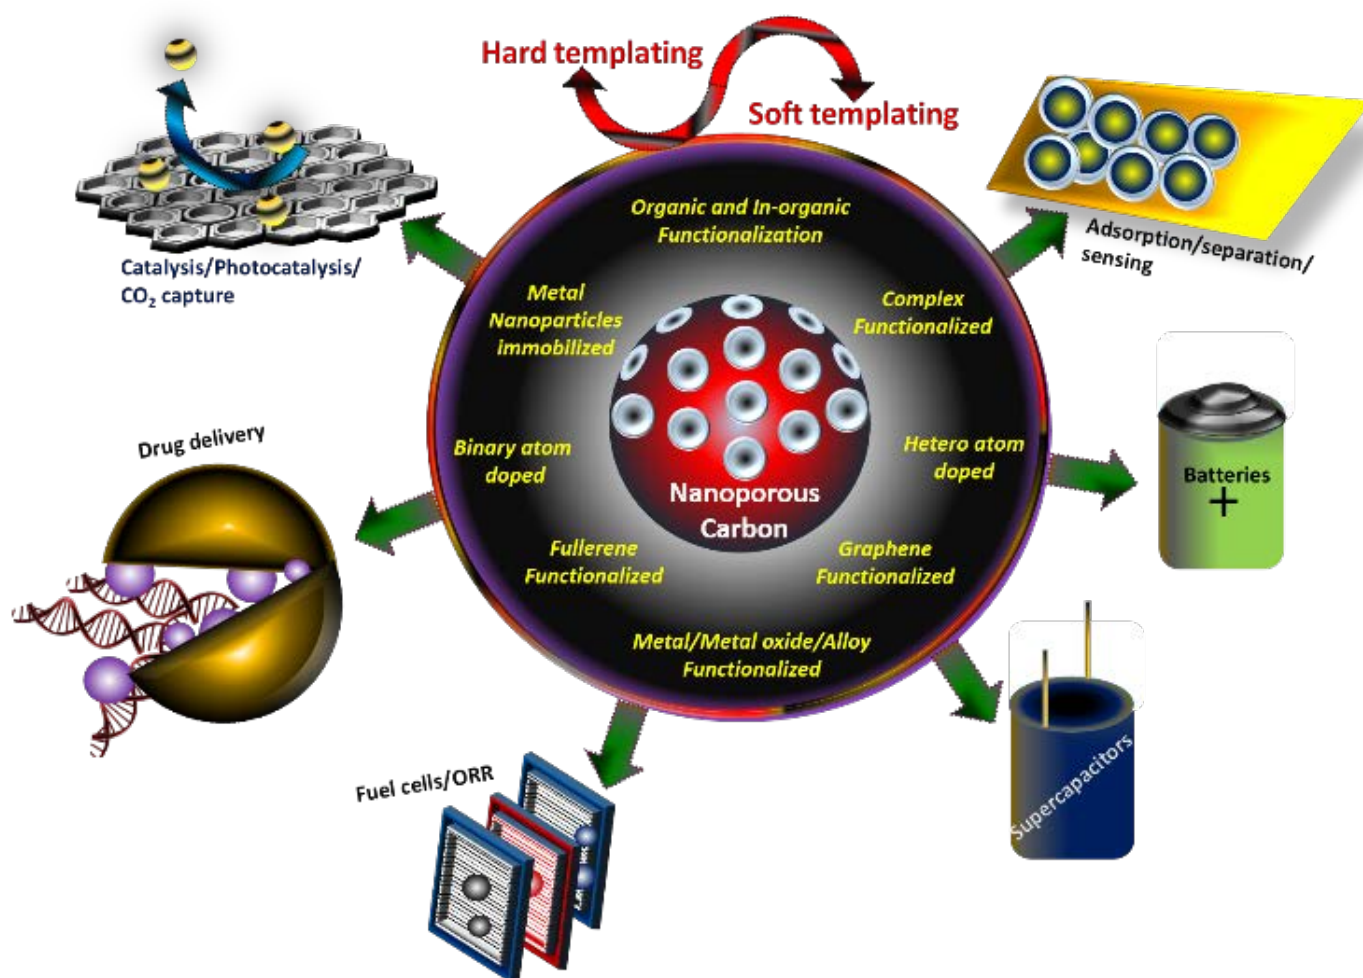 Hard templating
Soft templating
Catalysis/Photocatalysis/
CO₂ capture
Adsorption/separation/
sensing
Organic and In-organic
Functionalization
Metal
Nanoparticles
immobilized
Complex
Functionalized
Binary atom
doped
Hetero atom
doped
Nanoporous
Carbon
Fullerene
Functionalized
Graphene
Functionalized
Metal/Metal oxide/Alloy
Functionalized
Drug delivery
Batteries
+
Supercapacitors
Fuel cells/ORR